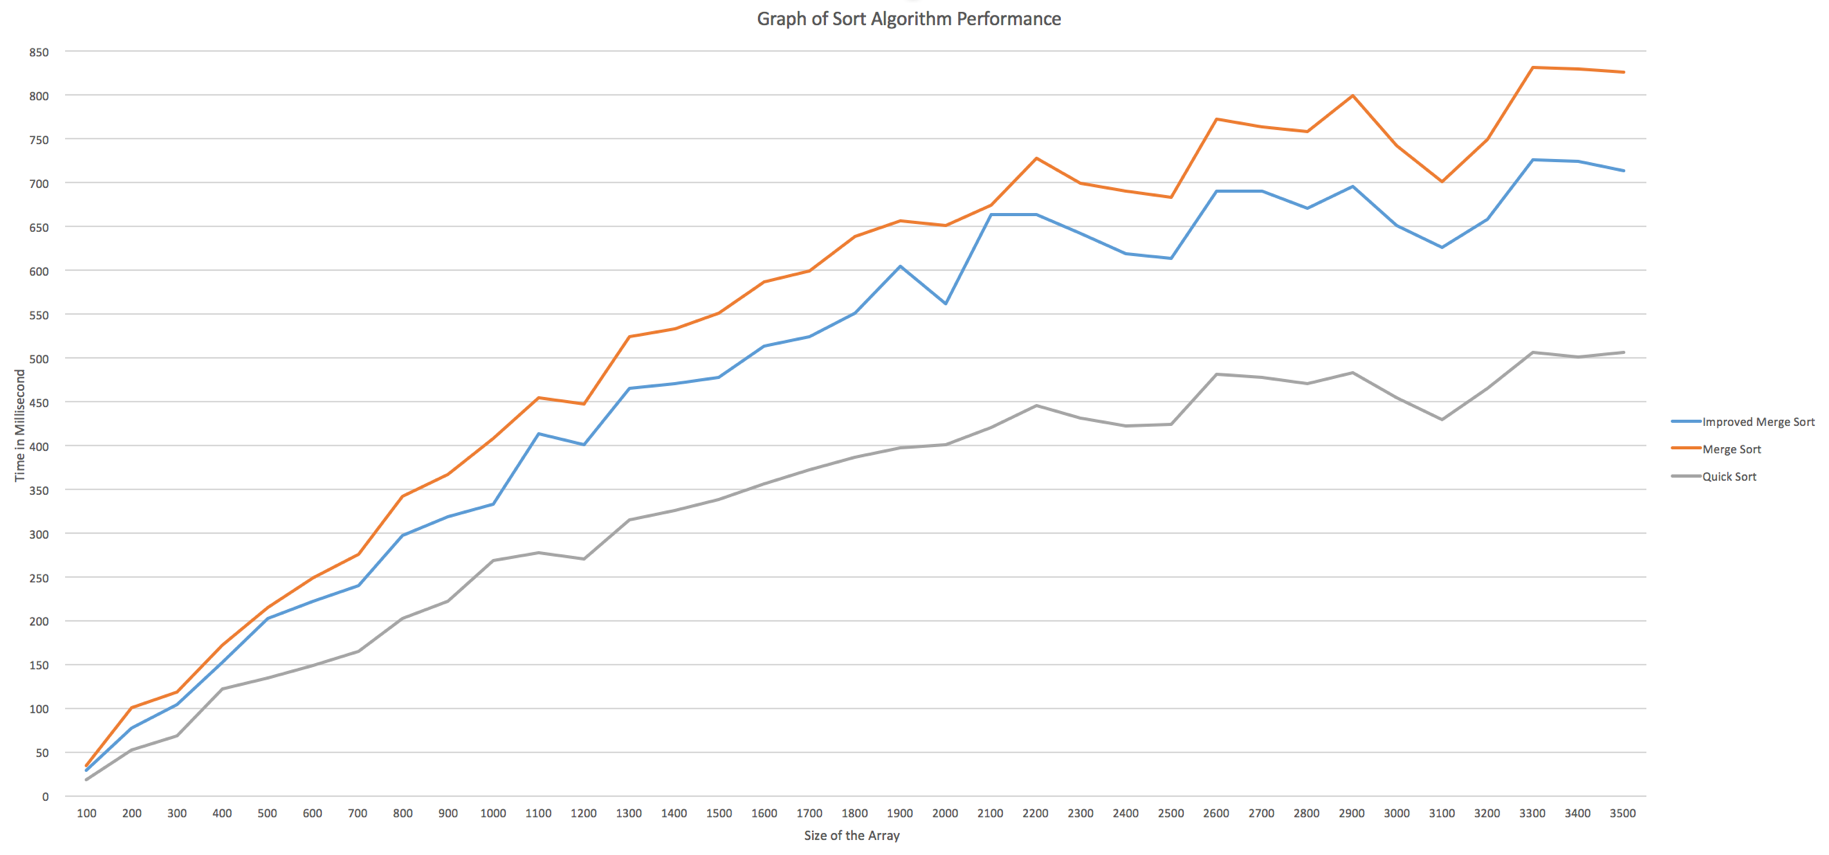 Graph of Sort Algorithm Performance
850
800
750
700
650
600
550
500
450
400
350
300
250
200
150
100
50
0
Time in Millisecond
100 200 300 400 500 600 700 800 900 1000 1100 1200 1300 1400 1500 1600 1700 1800 1900 2000 2100 2200 2300 2400 2500 2600 2700 2800 2900 3000 3100 3200 3300 3400 3500
Size of the Array
Improved Merge Sort
Merge Sort
Quick Sort